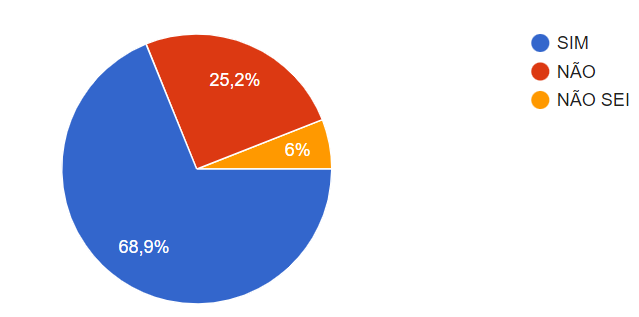 SIM
NÃO
NÃO SEI
25,2%
6%
68,9%